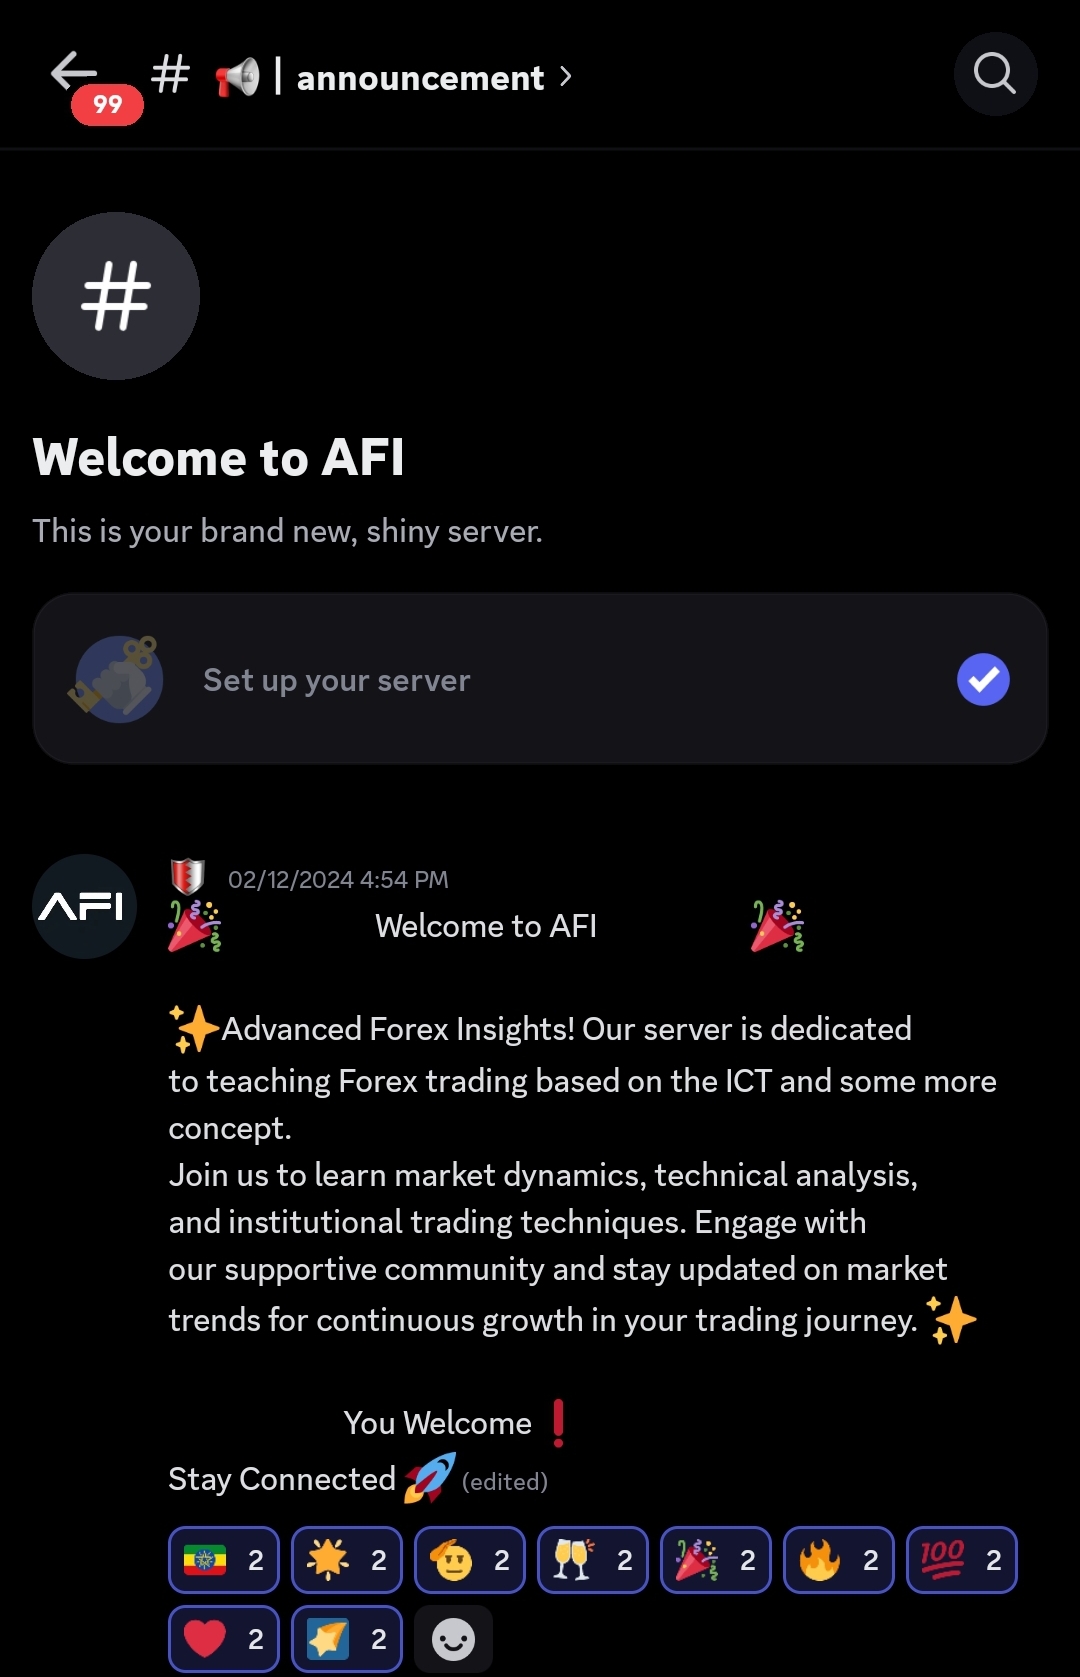 # 📢 | announcement ›
99
Welcome to AFI
This is your brand new, shiny server.
Set up your server
AFI
02/12/2024 4:54 PM
🎉 Welcome to AFI 🎉
✨Advanced Forex Insights! Our server is dedicated
to teaching Forex trading based on the ICT and some more
concept.
Join us to learn market dynamics, technical analysis,
and institutional trading techniques. Engage with
our supportive community and stay updated on market
trends for continuous growth in your trading journey. ✨
You Welcome ❗
Stay Connected 🚀 (edited)
🇪🇹 2 🌟 2 🫡 2 🥂 2 🎉 2 🔥 2 💯 2
❤️ 2 🌠 2